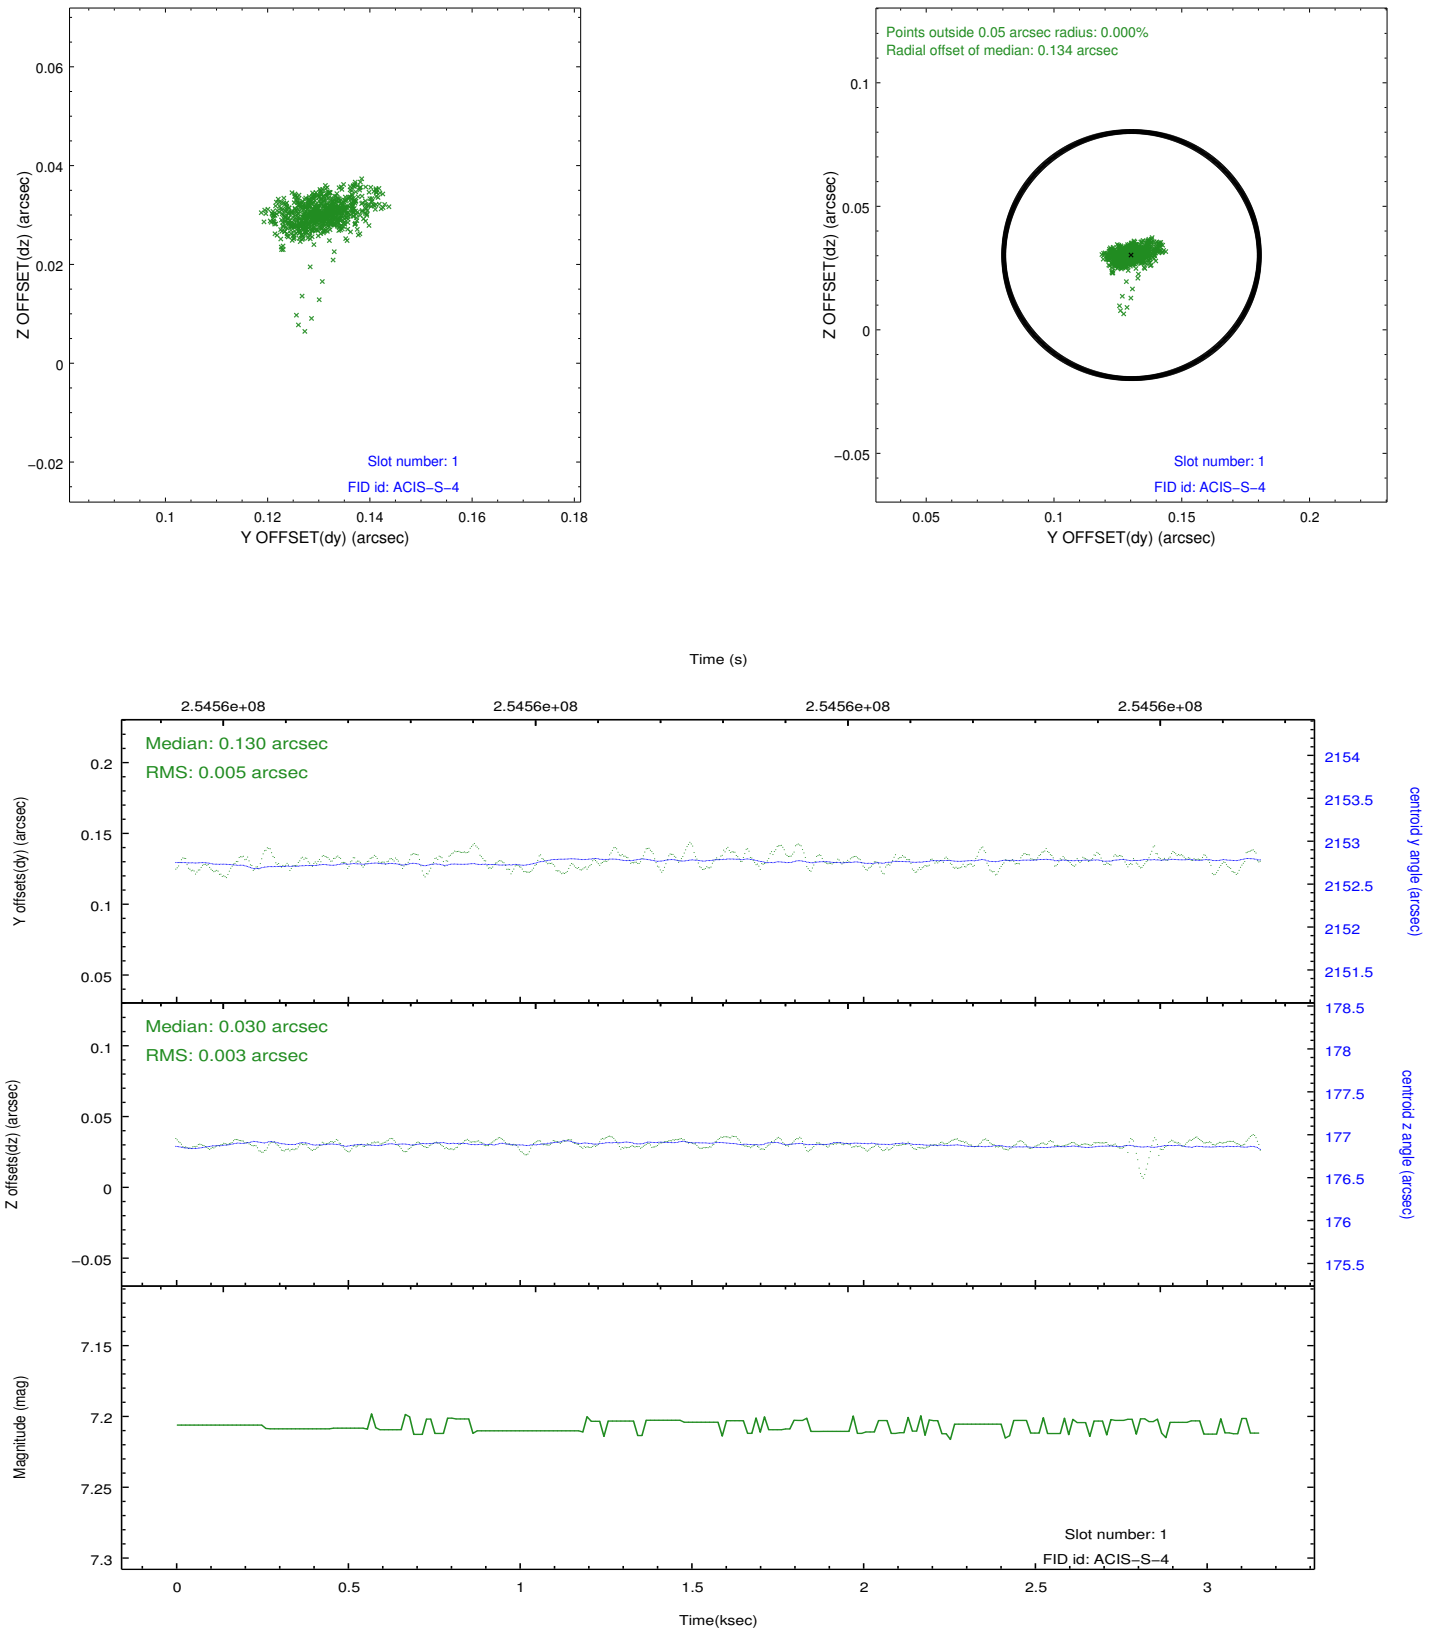 0.06
0.04
0.02
0
−0.02
Z OFFSET(dz) (arcsec)
Slot number: 1
FID id: ACIS−S−4
0.1 0.12 0.14 0.16 0.18
Y OFFSET(dy) (arcsec)
Points outside 0.05 arcsec radius: 0.000%
Radial offset of median: 0.134 arcsec
0.1
0.05
0
−0.05
Z OFFSET(dz) (arcsec)
Slot number: 1
FID id: ACIS−S−4
0.05 0.1 0.15 0.2
Y OFFSET(dy) (arcsec)
Time (s)
2.5456e+08 2.5456e+08 2.5456e+08 2.5456e+08
Median: 0.130 arcsec
RMS: 0.005 arcsec
0.2
0.15
0.1
0.05
Y offsets(dy) (arcsec)
2154
2153.5
2153
2152.5
2152
2151.5
centroid y angle (arcsec)
Median: 0.030 arcsec
RMS: 0.003 arcsec
0.1
0.05
0
−0.05
Z offsets(dz) (arcsec)
178.5
178
177.5
177
176.5
176
175.5
centroid z angle (arcsec)
7.15
7.2
7.25
7.3
Magnitude (mag)
Slot number: 1
FID id: ACIS−S−4
0 0.5 1 1.5 2 2.5 3
Time(ksec)